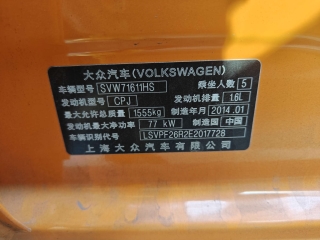 大众汽车(VOLKSWAGEN)
车辆型号 SVW71611HS 乘坐人数 5
发动机型号 CPJ 发动机排量 1.6L
最大允许总质量 1555kg 制造年月 2014.01
发动机最大净功率 77 kW 制造国 中国
车辆识别代号 LSVPF26R2E2017728
上海大众汽车有限公司